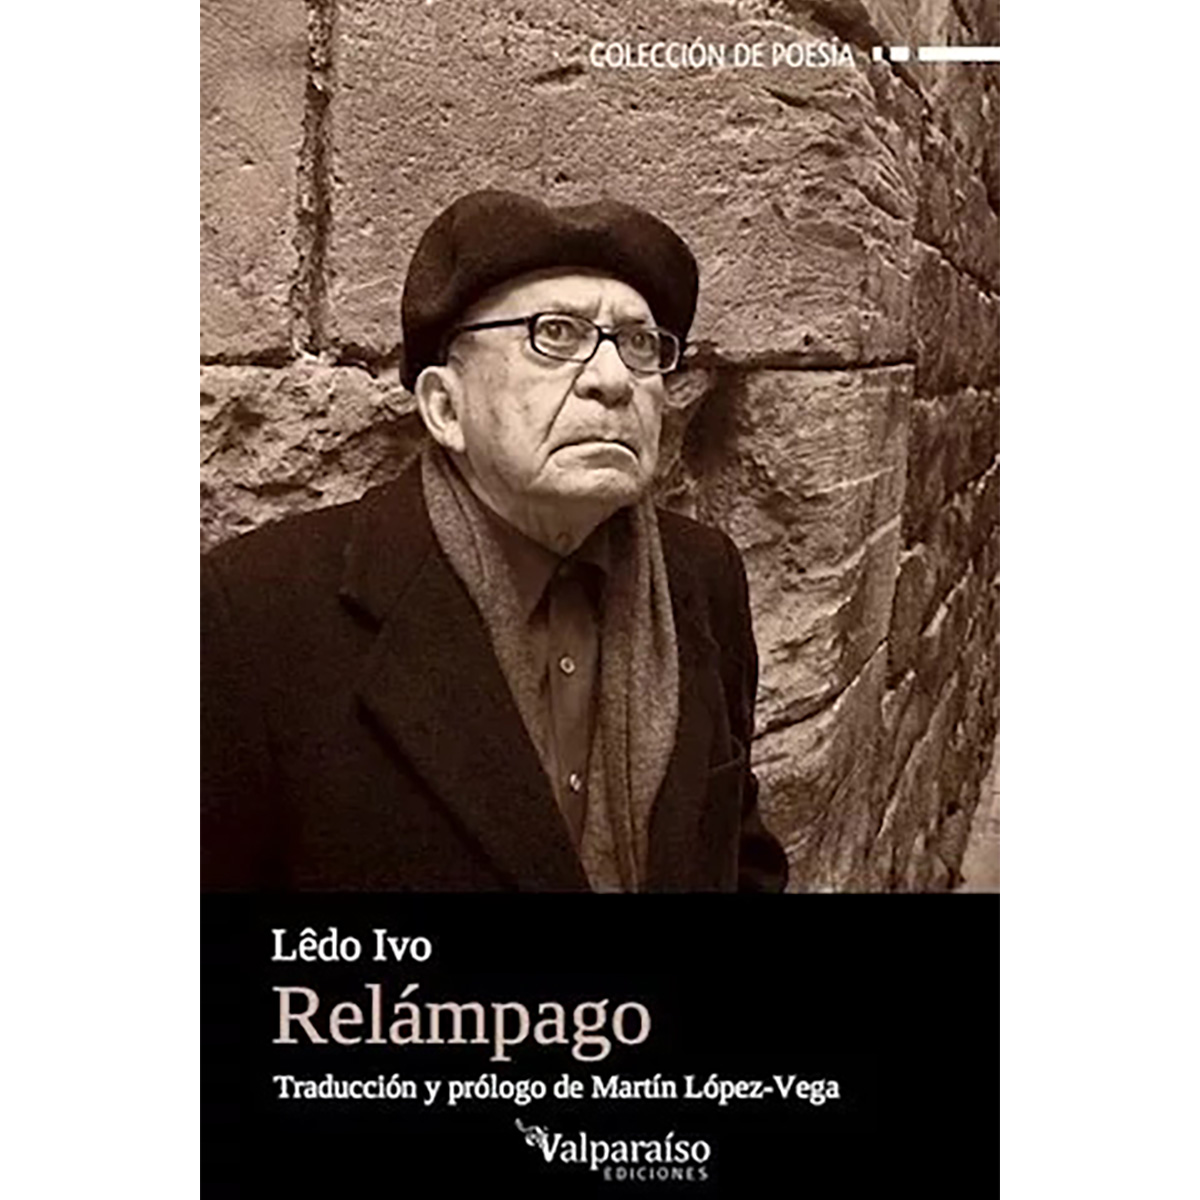 COLECCIÓN DE POESÍA
Lêdo Ivo
Relámpago
Traducción y prólogo de Martín López-Vega
Valparaíso
EDICIONES